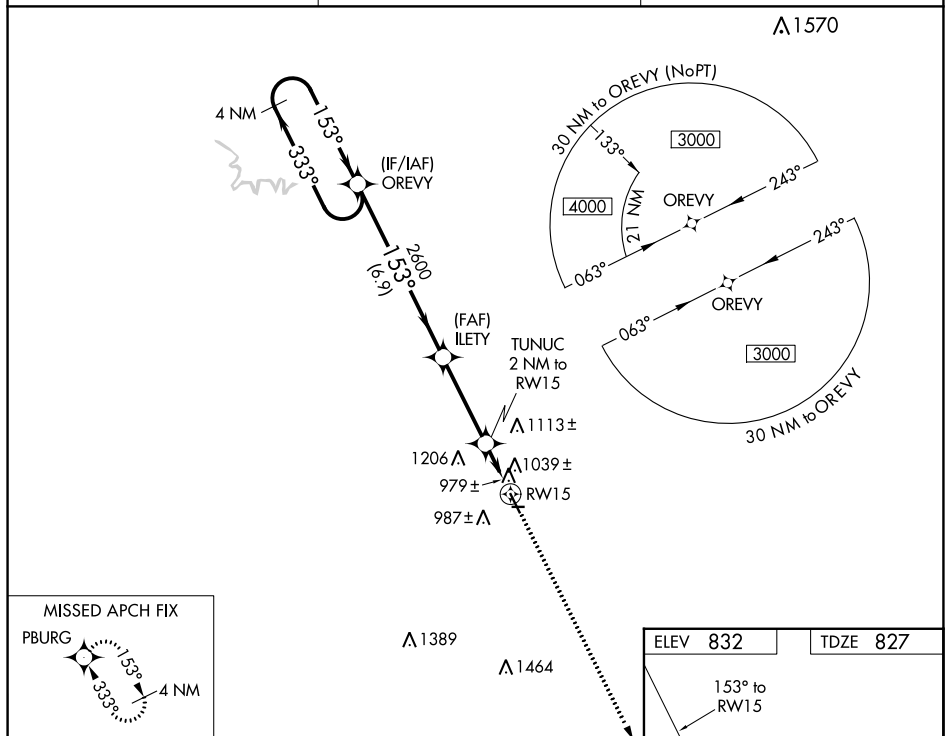 1570
30 NM to OREVY (NoPT)
4 NM
153°
333°
(IF/IAF)
OREVY
133°
3000
4000
21 NM
OREVY
243°
063°
2600
153°
(6.9)
243°
OREVY
063°
3000
30 NM to OREVY
(FAF)
ILETY
TUNUC
2 NM to
RW15
1113±
1206
1039±
979±
RW15
987±
MISSED APCH FIX
PBURG
153°
333°
4 NM
1389
1464
ELEV 832
TDZE 827
153° to
RW15